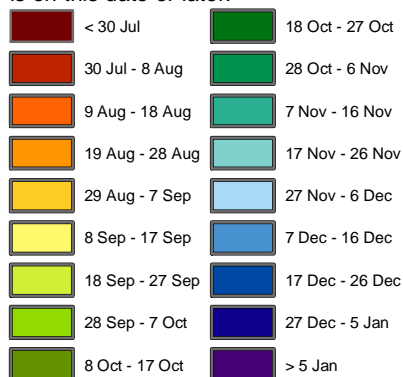 is on this date or later.
< 30 Jul
30 Jul - 8 Aug
9 Aug - 18 Aug
19 Aug - 28 Aug
29 Aug - 7 Sep
8 Sep - 17 Sep
18 Sep - 27 Sep
28 Sep - 7 Oct
8 Oct - 17 Oct
18 Oct - 27 Oct
28 Oct - 6 Nov
7 Nov - 16 Nov
17 Nov - 26 Nov
27 Nov - 6 Dec
7 Dec - 16 Dec
17 Dec - 26 Dec
27 Dec - 5 Jan
> 5 Jan